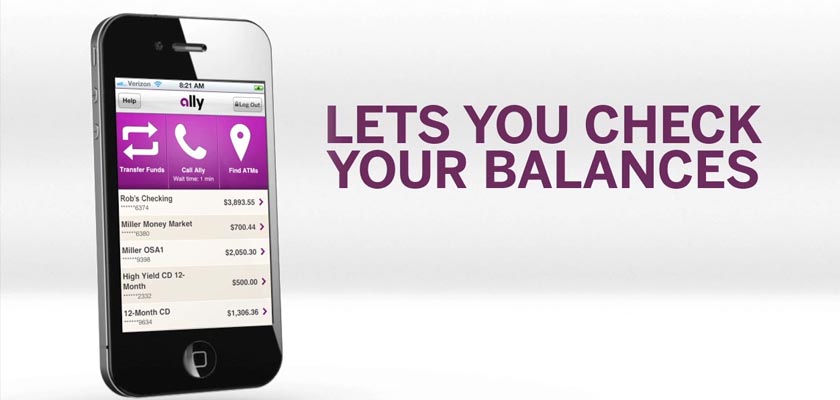 Verizon 8:21 AM
Help ally Log Out
Transfer Funds Call Ally Find ATMs
Wait time: 1 min
Rob's Checking
******6374 $3,893.55
Miller Money Market
******6380 $700.44
Miller OSA1
******9398 $2,050.30
High Yield CD 12-
Month $500.00
******2332
12-Month CD
******9634 $1,306.36
LETS YOU CHECK
YOUR BALANCES